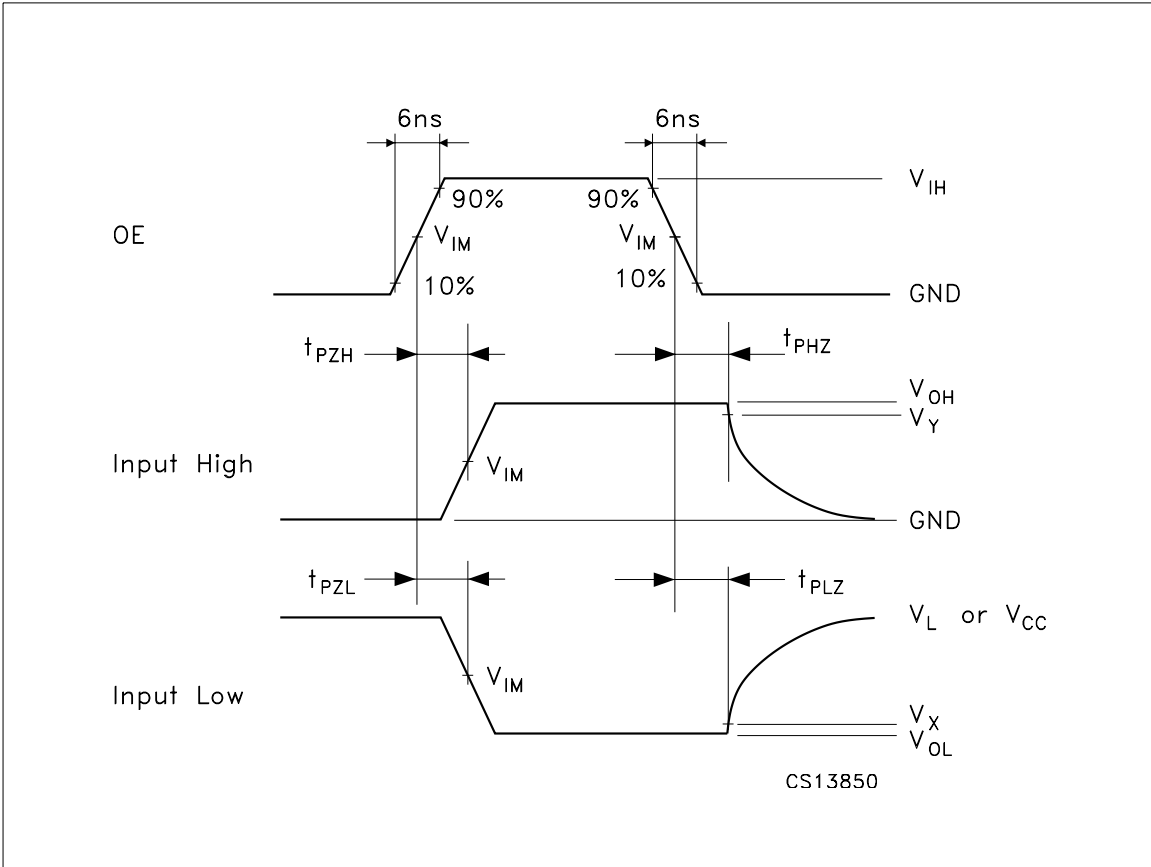 6ns 6ns
V_IH
90% 90%
OE V_IM V_IM
10% 10%
GND
t_PZH t_PHZ
V_OH
V_Y
Input High V_IM
GND
t_PZL t_PLZ
V_L or V_CC
V_IM
Input Low
V_X
V_OL
CS13850